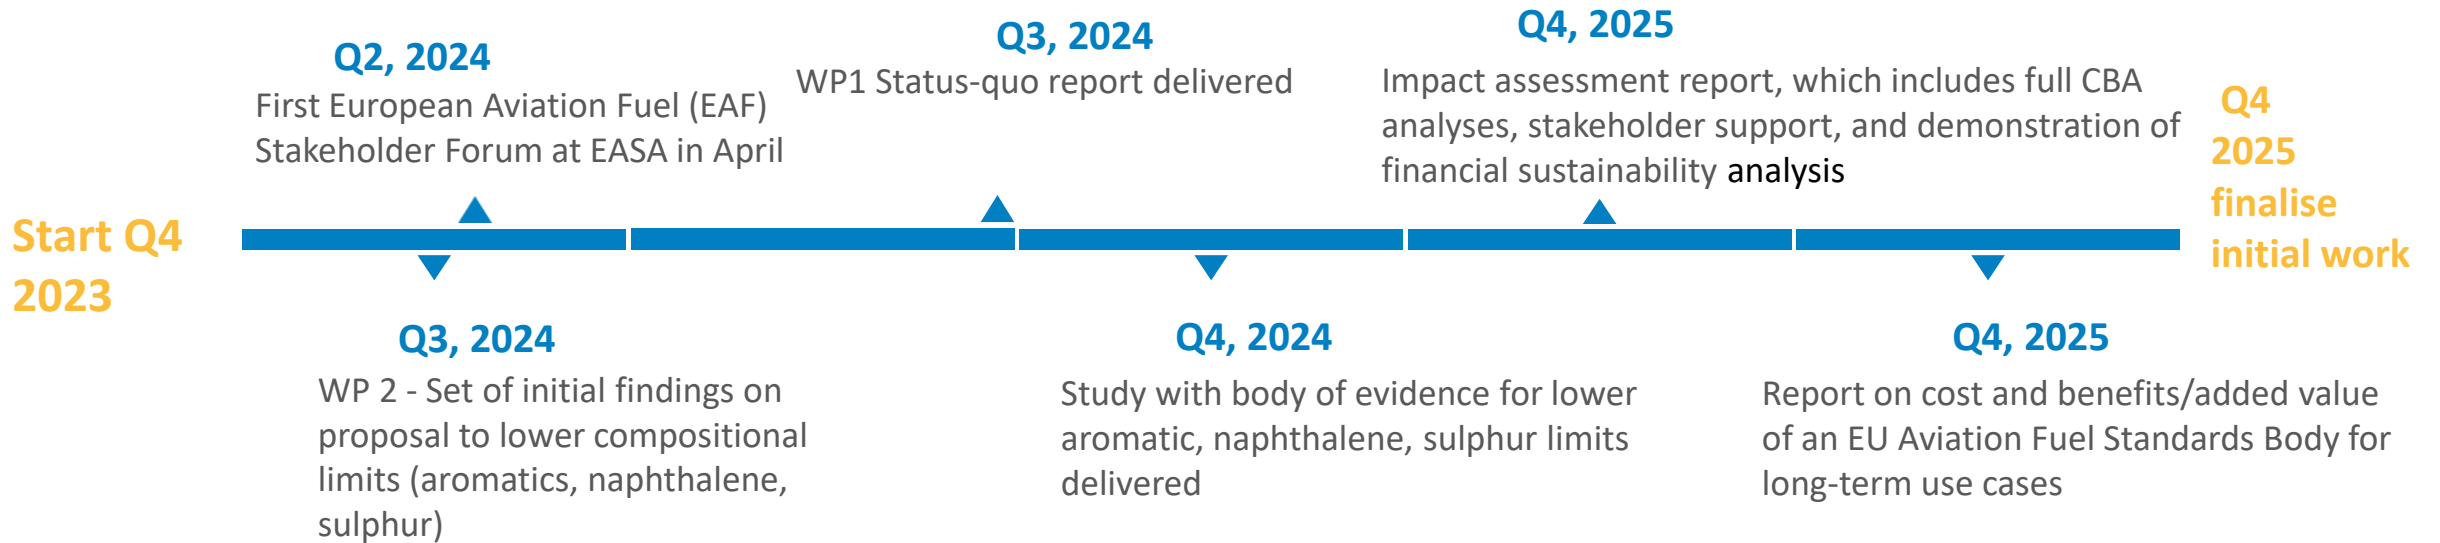 Start Q4
2023
Q2, 2024
First European Aviation Fuel (EAF)
Stakeholder Forum at EASA in April
Q3, 2024
WP 2 - Set of initial findings on
proposal to lower compositional
limits (aromatics, naphthalene,
sulphur)
Q3, 2024
WP1 Status-quo report delivered
Q4, 2024
Study with body of evidence for lower
aromatic, naphthalene, sulphur limits
delivered
Q4, 2025
Impact assessment report, which includes full CBA
analyses, stakeholder support, and demonstration of
financial sustainability analysis
Q4, 2025
Report on cost and benefits/added value
of an EU Aviation Fuel Standards Body for
long-term use cases
Q4
2025
finalise
initial work